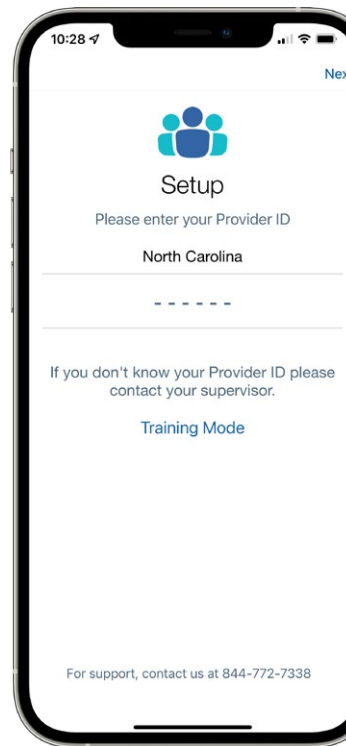 10:28
Nex
Setup
Please enter your Provider ID
North Carolina
- - - - - -
If you don't know your Provider ID please
contact your supervisor.
Training Mode
For support, contact us at 844-772-7338